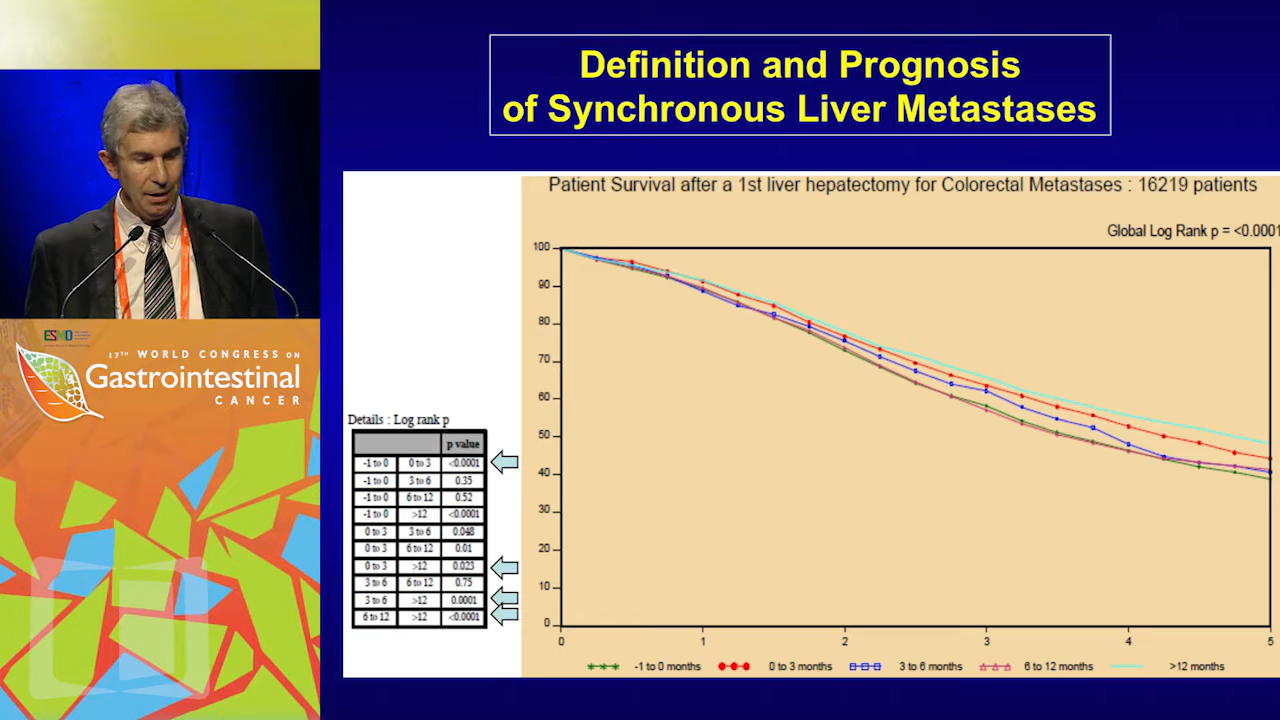 Definition and Prognosis
of Synchronous Liver Metastases
Patient Survival after a 1st liver hepatectomy for Colorectal Metastases : 16219 patients
Global Log Rank p = <0.0001
100
90
80
70
60
50
40
30
20
10
0
0 1 2 3 4 5
-1 to 0 months 0 to 3 months 3 to 6 months 6 to 12 months >12 months
Details : Log rank p
p value
-1 to 0 0 to 3 <0.0001
-1 to 0 3 to 6 0.35
-1 to 0 6 to 12 0.52
-1 to 0 >12 <0.0001
0 to 3 3 to 6 0.048
0 to 3 6 to 12 0.01
0 to 3 >12 0.023
3 to 6 6 to 12 0.75
3 to 6 >12 0.0001
6 to 12 >12 <0.0001
ESMO
17TH WORLD CONGRESS ON
Gastrointestinal
CANCER